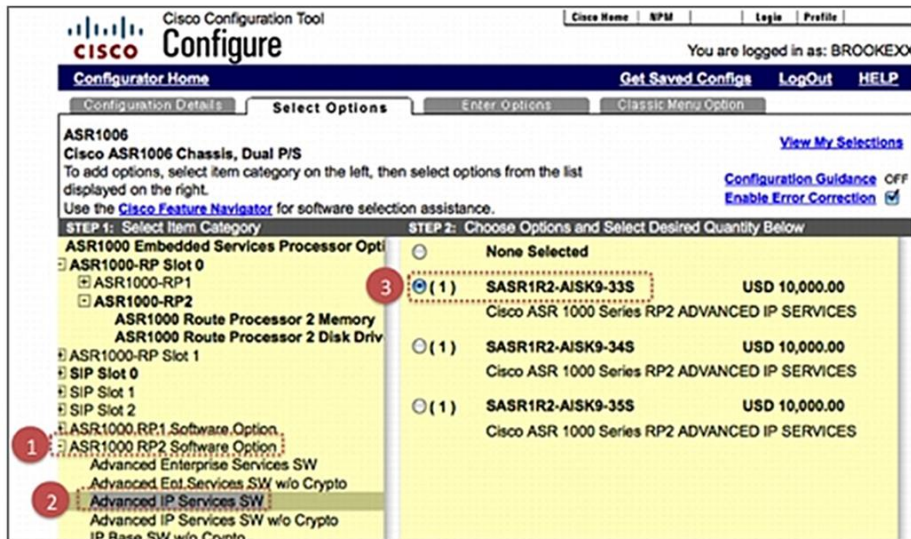 Cisco Configuration Tool
Cisco Home NPM Login Profile
CISCO Configure
You are logged in as: BROOKEXX
Configurator Home Get Saved Configs LogOut HELP
Configuration Details Select Options Enter Options Classic Menu Option
ASR1006
View My Selections
Cisco ASR1006 Chassis, Dual P/S
To add options, select item category on the left, then select options from the list
displayed on the right.
Configuration Guidance OFF
Use the Cisco Feature Navigator for software selection assistance.
Enable Error Correction
STEP 1: Select Item Category
ASR1000 Embedded Services Processor Opti
ASR1000-RP Slot 0
ASR1000-RP1
ASR1000-RP2
ASR1000 Route Processor 2 Memory
ASR1000 Route Processor 2 Disk Driv
ASR1000-RP Slot 1
SIP Slot 0
SIP Slot 1
SIP Slot 2
ASR1000 RP1 Software Option
1 ASR1000 RP2 Software Option
Advanced Enterprise Services SW
Advanced Ent Services SW w/o Crypto
2 Advanced IP Services SW
Advanced IP Services SW w/o Crypto
IP Base SW w/o Crypto
STEP 2: Choose Options and Select Desired Quantity Below
None Selected
3 (1) SASR1R2-AISK9-33S USD 10,000.00
Cisco ASR 1000 Series RP2 ADVANCED IP SERVICES
(1) SASR1R2-AISK9-34S USD 10,000.00
Cisco ASR 1000 Series RP2 ADVANCED IP SERVICES
(1) SASR1R2-AISK9-35S USD 10,000.00
Cisco ASR 1000 Series RP2 ADVANCED IP SERVICES